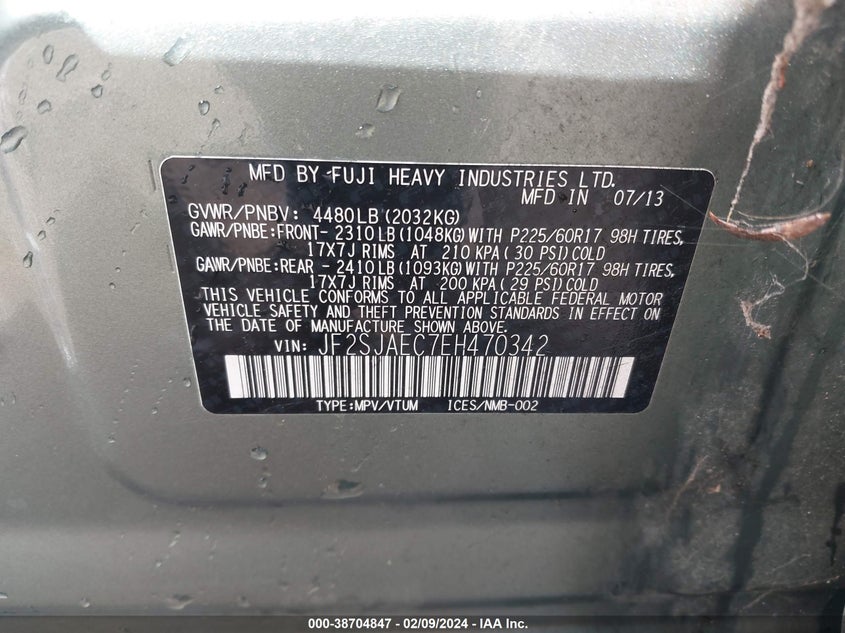 MFD BY FUJI HEAVY INDUSTRIES LTD.
MFD IN 07/13
GVWR/PNBV: 4480LB(2032KG)
GAWR/PNBE:FRONT- 2310LB(1048KG)WITH P225/60R17 98H TIRES,
17X7J RIMS AT 210 KPA( 30 PSI)COLD
GAWR/PNBE:REAR - 2410LB(1093KG)WITH P225/60R17 98H TIRES,
17X7J RIMS AT 200 KPA( 29 PSI)COLD
THIS VEHICLE CONFORMS TO ALL APPLICABLE FEDERAL MOTOR
VEHICLE SAFETY AND THEFT PREVENTION STANDARDS IN EFFECT ON
THE DATE OF MANUFACTURE SHOWN ABOVE.
VIN: JF2SJAEC7EH470342
TYPE:MPV/VTUM ICES/NMB-002
000-38704847 - 02/09/2024 - IAA Inc.